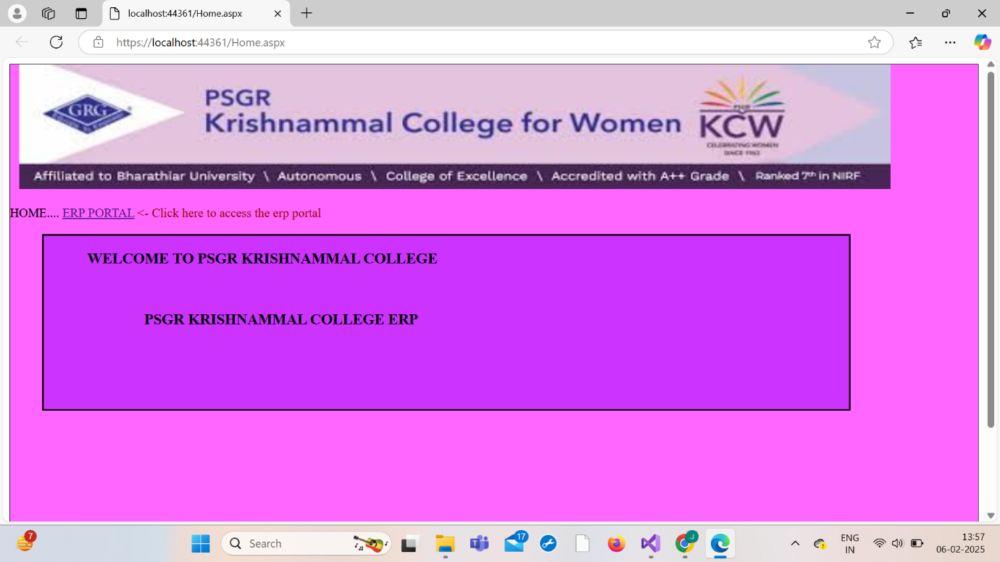 localhost:44361/Home.aspx
https://localhost:44361/Home.aspx
GRG
PSGR
Krishnammal College for Women
PSGR
KCW
CELEBRATING WOMEN
SINCE 1963
Affiliated to Bharathiar University \ Autonomous \ College of Excellence \ Accredited with A++ Grade \ Ranked 7th in NIRF
HOME.... ERP PORTAL <- Click here to access the erp portal
WELCOME TO PSGR KRISHNAMMAL COLLEGE
PSGR KRISHNAMMAL COLLEGE ERP
7
Search
17
J
ENG
IN
13:57
06-02-2025